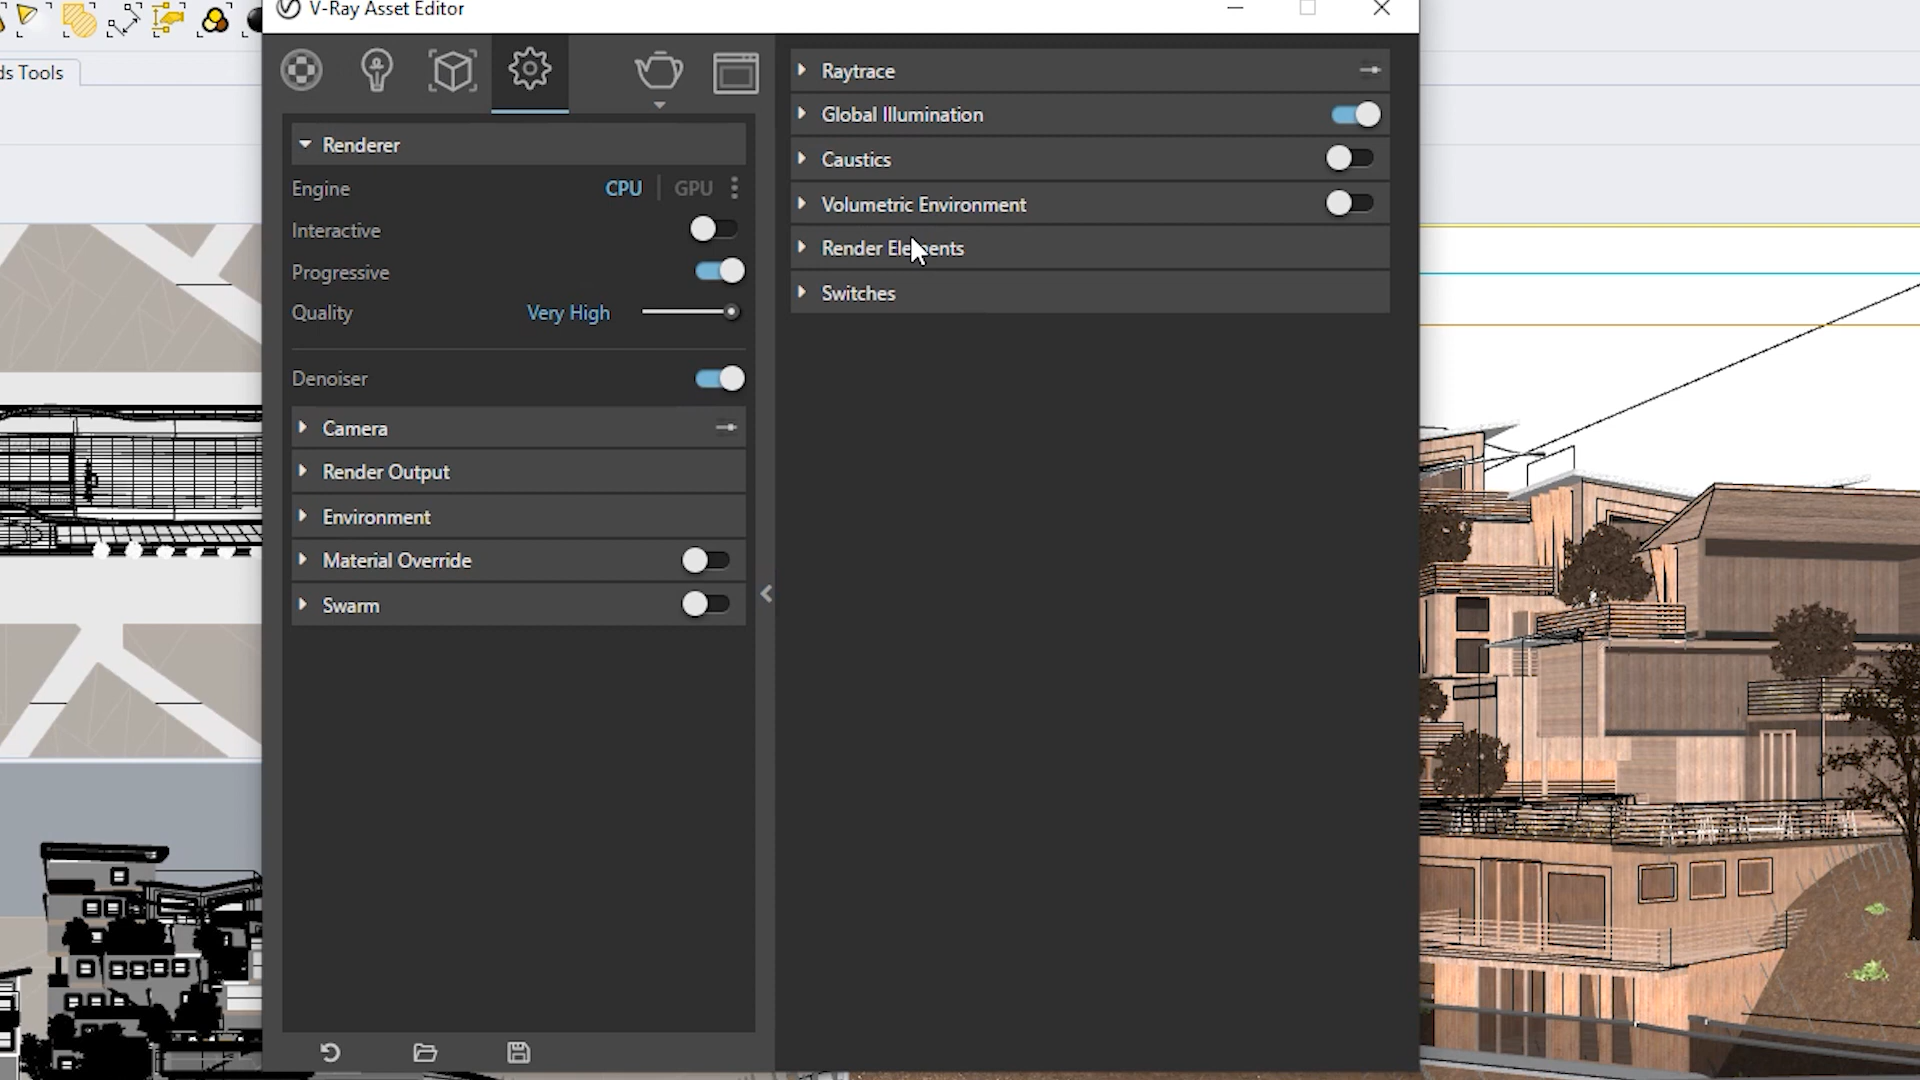 V-Ray Asset Editor
ds Tools
Renderer
Engine CPU | GPU
Interactive
Progressive
Quality Very High
Denoiser
Camera
Render Output
Environment
Material Override
Swarm
Raytrace
Global Illumination
Caustics
Volumetric Environment
Render Elements
Switches